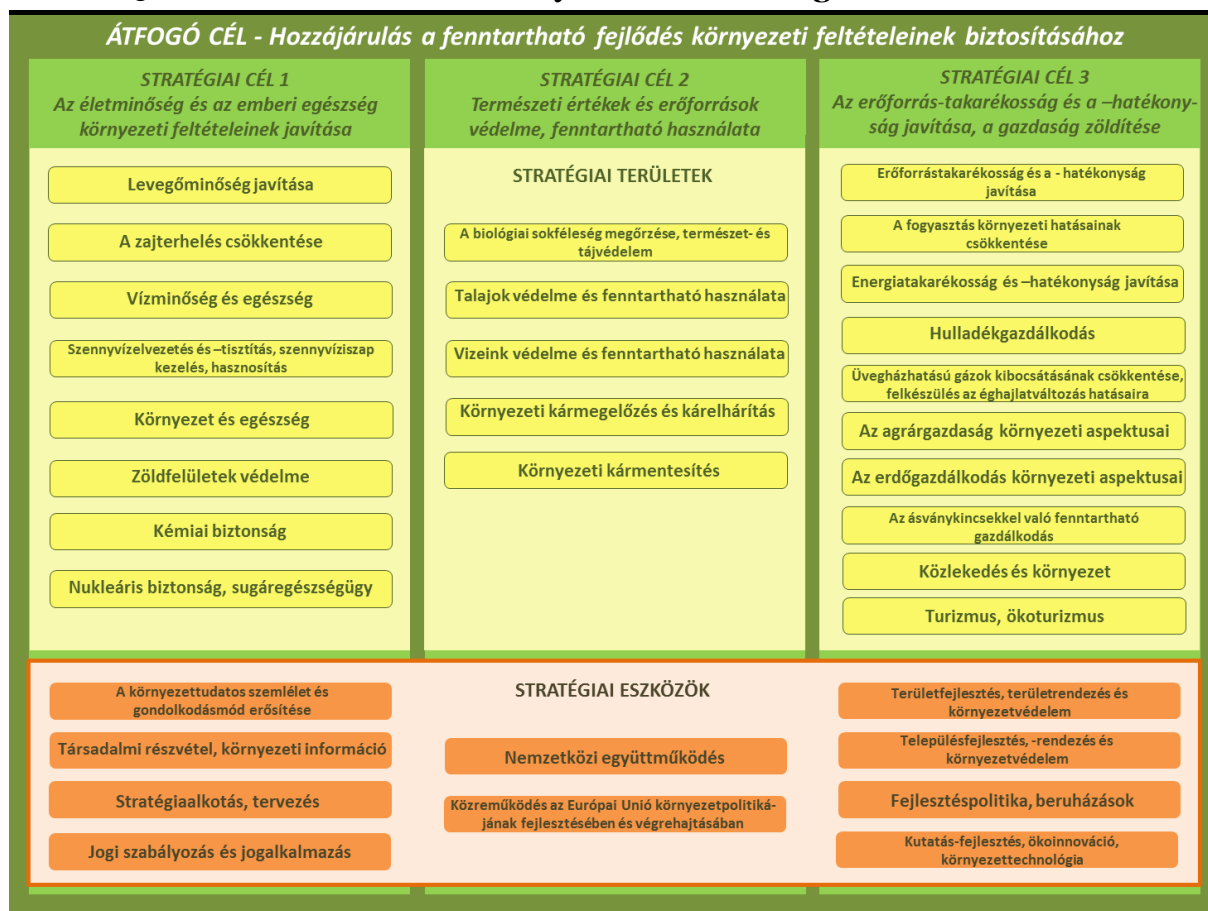 ÁTFOGÓ CÉL - Hozzájárulás a fenntartható fejlődés környezeti feltételeinek biztosításához
STRATÉGIAI CÉL 1
Az életminőség és az emberi egészség
környezeti feltételeinek javítása
Levegőminőség javítása
A zajterhelés csökkentése
Vízminőség és egészség
Szennyvízelvezetés és –tisztítás, szennyvíziszap
kezelés, hasznosítás
Környezet és egészség
Zöldfelületek védelme
Kémiai biztonság
Nukleáris biztonság, sugáregészségügy
STRATÉGIAI CÉL 2
Természeti értékek és erőforrások
védelme, fenntartható használata
STRATÉGIAI TERÜLETEK
A biológiai sokféleség megőrzése, természet- és
tájvédelem
Talajok védelme és fenntartható használata
Vizeink védelme és fenntartható használata
Környezeti kármegelőzés és kárelhárítás
Környezeti kármentesítés
STRATÉGIAI CÉL 3
Az erőforrás-takarékosság és a –hatékony-
ság javítása, a gazdaság zöldítése
Erőforrástakarékosság és a - hatékonyság
javítása
A fogyasztás környezeti hatásainak
csökkentése
Energiatakarékosság és –hatékonyság javítása
Hulladékgazdálkodás
Üvegházhatású gázok kibocsátásának csökkentése,
felkészülés az éghajlatváltozás hatásaira
Az agrárgazdaság környezeti aspektusai
Az erdőgazdálkodás környezeti aspektusai
Az ásványkincsekkel való fenntartható
gazdálkodás
Közlekedés és környezet
Turizmus, ökoturizmus
A környezettudatos szemlélet és
gondolkodásmód erősítése
Társadalmi részvétel, környezeti információ
Stratégiaalkotás, tervezés
Jogi szabályozás és jogalkalmazás
STRATÉGIAI ESZKÖZÖK
Nemzetközi együttműködés
Közreműködés az Európai Unió környezetpolitiká-
jának fejlesztésében és végrehajtásában
Területfejlesztés, területrendezés és
környezetvédelem
Településfejlesztés, -rendezés és
környezetvédelem
Fejlesztéspolitika, beruházások
Kutatás-fejlesztés, ökoinnováció,
környezettechnológia